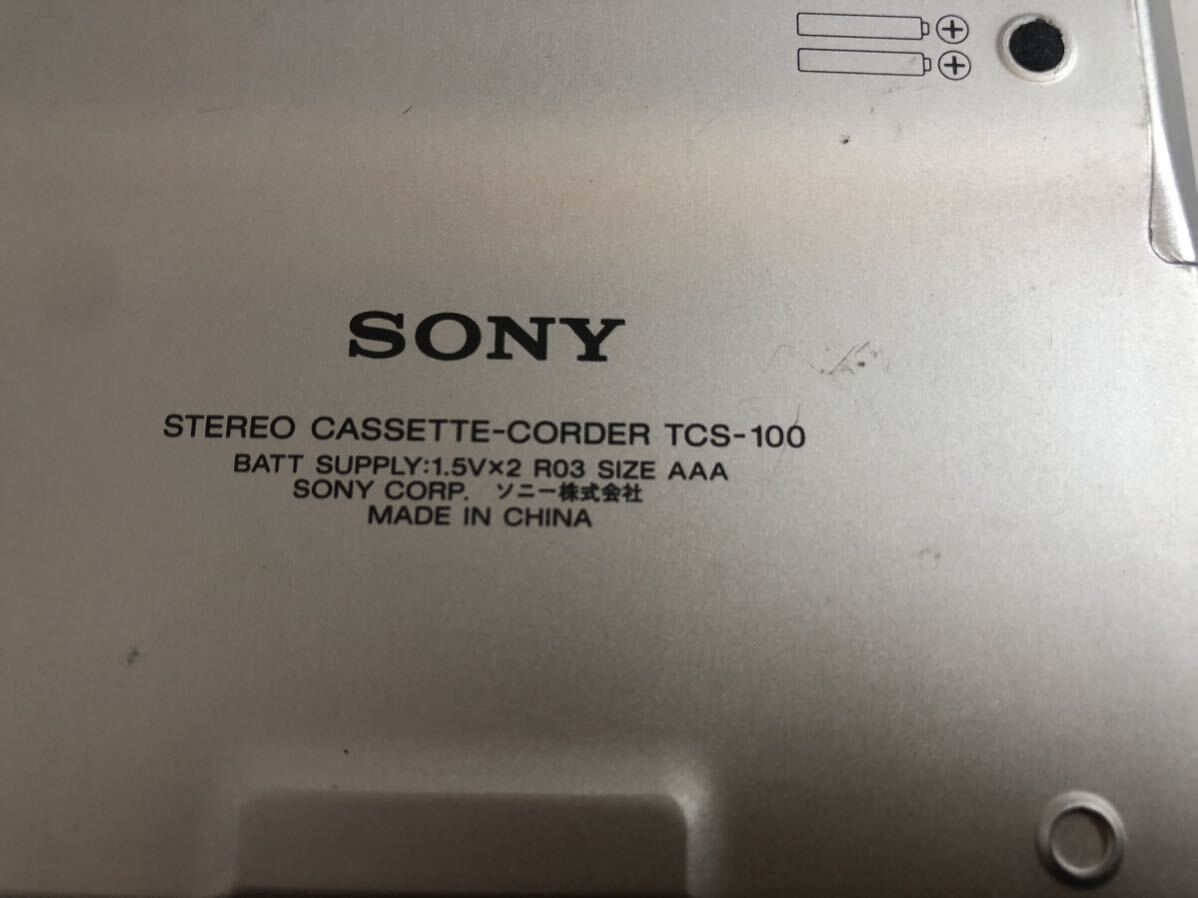 SONY
STEREO CASSETTE-CORDER TCS-100
BATT SUPPLY:1.5V×2 R03 SIZE AAA
SONY CORP. ソニー株式会社
MADE IN CHINA